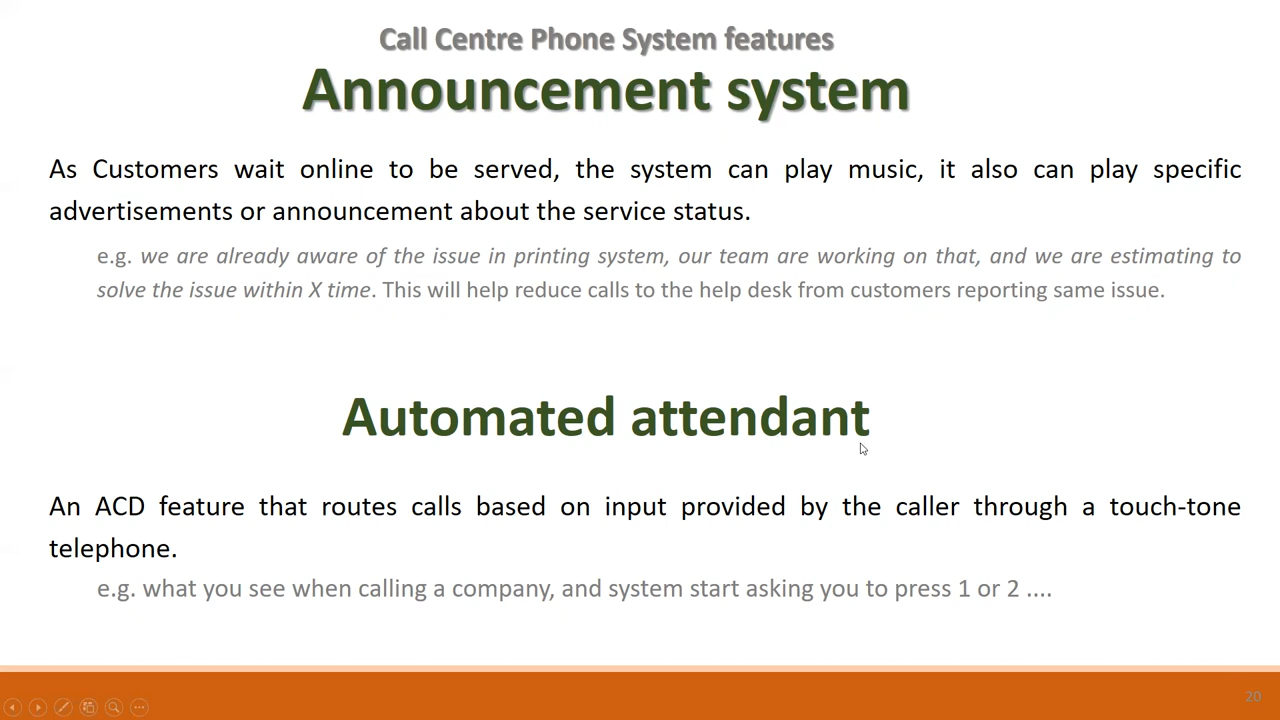 Call Centre Phone System features
Announcement system
As Customers wait online to be served, the system can play music, it also can play specific
advertisements or announcement about the service status.
e.g. we are already aware of the issue in printing system, our team are working on that, and we are estimating to
solve the issue within X time. This will help reduce calls to the help desk from customers reporting same issue.
Automated attendant
An ACD feature that routes calls based on input provided by the caller through a touch-tone
telephone.
e.g. what you see when calling a company, and system start asking you to press 1 or 2 ....
20